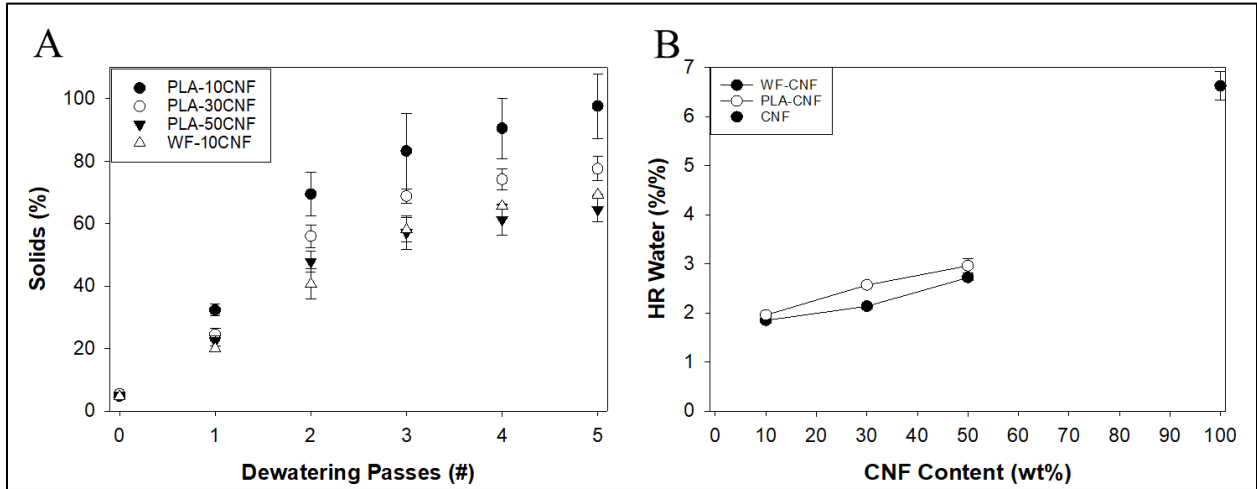 A
PLA-10CNF
PLA-30CNF
PLA-50CNF
WF-10CNF
100
80
60
40
20
0
Solids (%)
0 1 2 3 4 5
Dewatering Passes (#)
B
WF-CNF
PLA-CNF
CNF
7
6
5
4
3
2
1
0
HR Water (%/%)
0 10 20 30 40 50 60 70 80 90 100
CNF Content (wt%)